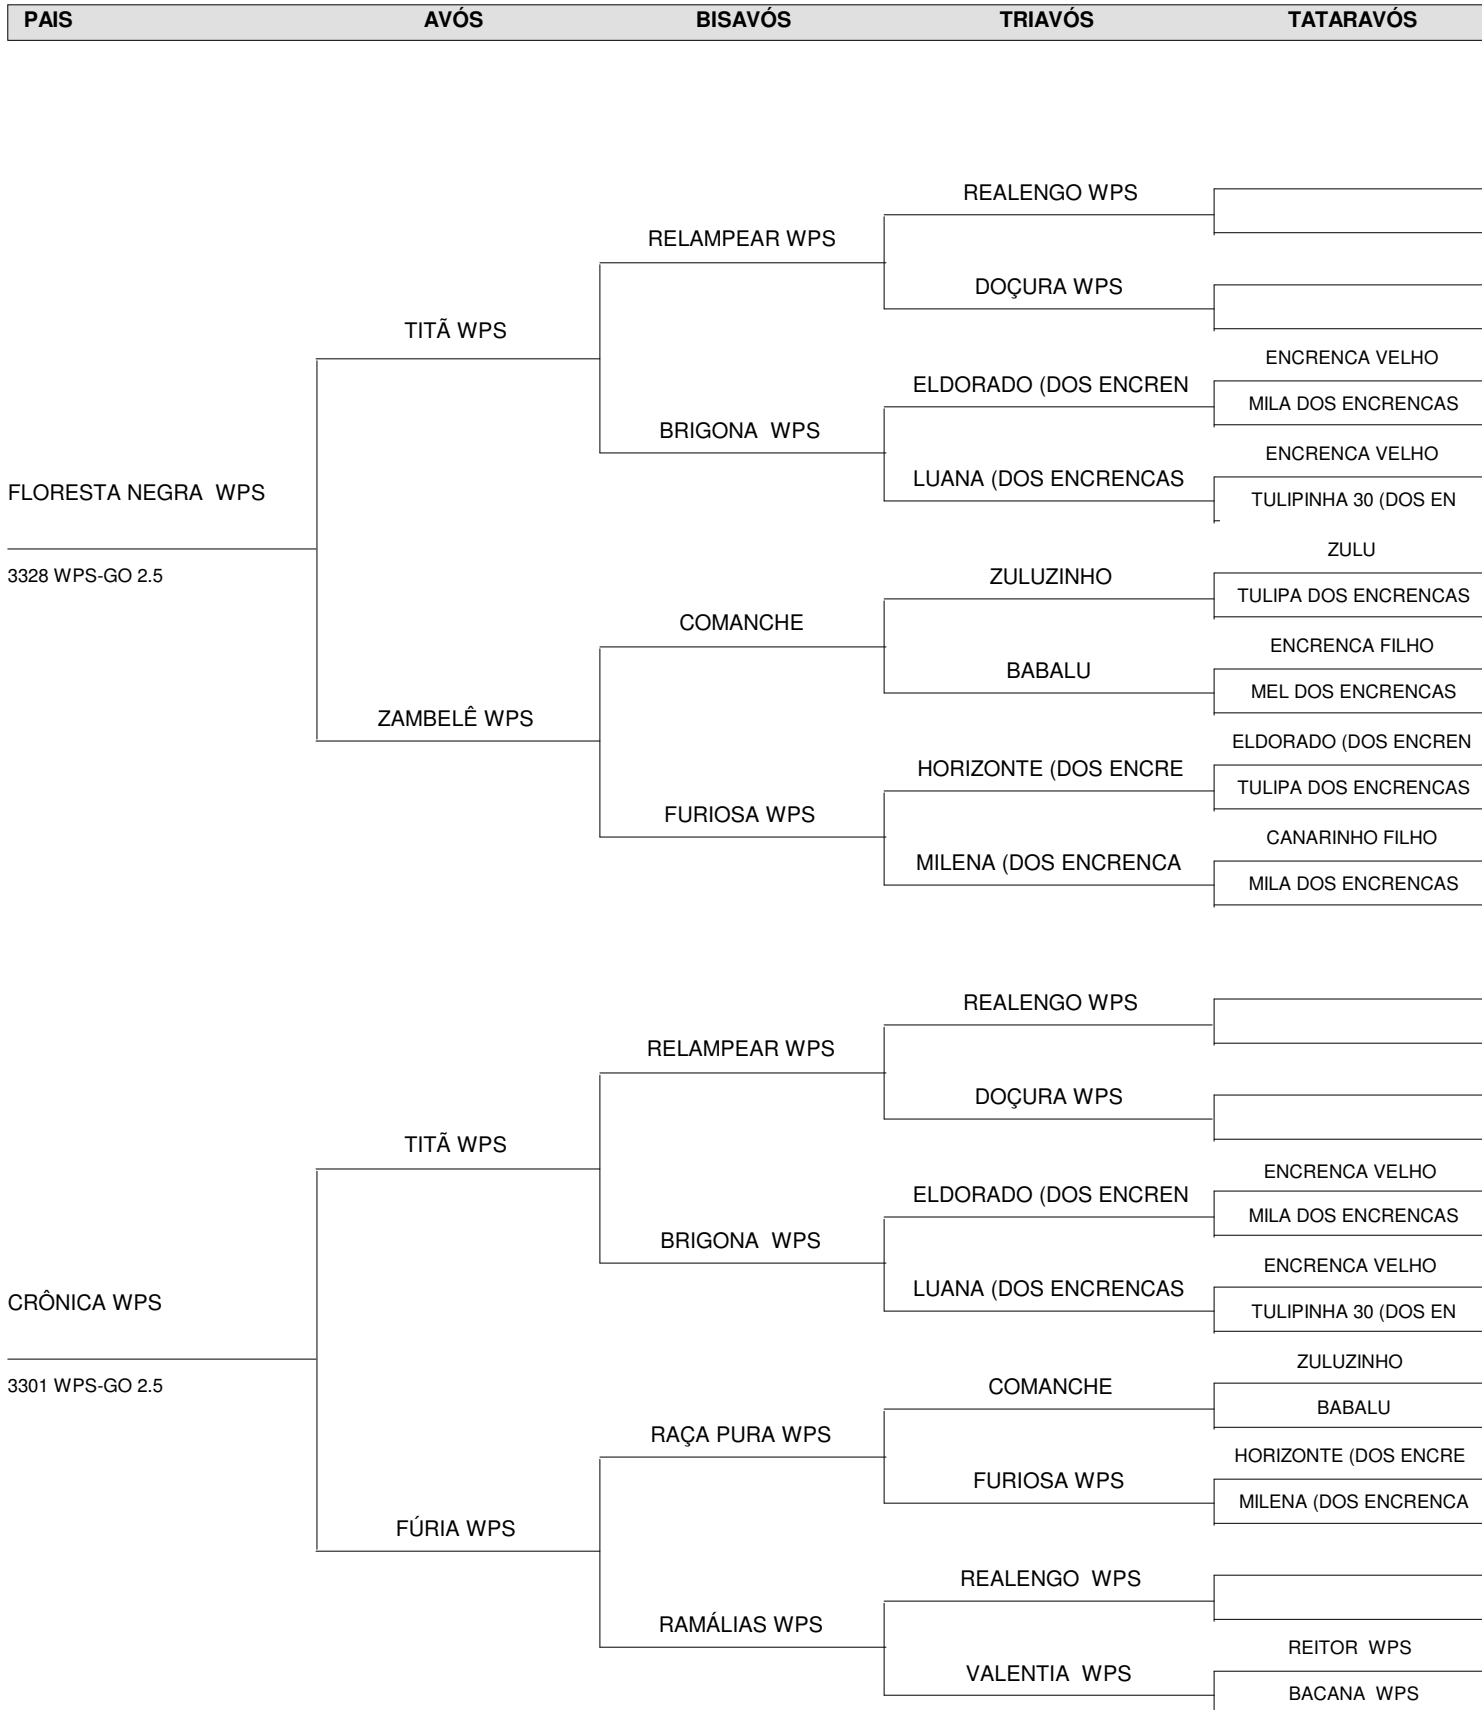 PAIS AVÓS BISAVÓS TRIAVÓS TATARAVÓS
REALENGO WPS
RELAMPEAR WPS
DOÇURA WPS
TITÃ WPS
ENCRENCA VELHO
ELDORADO (DOS ENCREN
MILA DOS ENCRENCAS
BRIGONA WPS
ENCRENCA VELHO
LUANA (DOS ENCRENCAS
TULIPINHA 30 (DOS EN
FLORESTA NEGRA WPS
3328 WPS-GO 2.5
ZULU
ZULUZINHO
TULIPA DOS ENCRENCAS
COMANCHE
ENCRENCA FILHO
BABALU
MEL DOS ENCRENCAS
ZAMBELÊ WPS
ELDORADO (DOS ENCREN
HORIZONTE (DOS ENCRE
TULIPA DOS ENCRENCAS
FURIOSA WPS
CANARINHO FILHO
MILENA (DOS ENCRENCA
MILA DOS ENCRENCAS
REALENGO WPS
RELAMPEAR WPS
DOÇURA WPS
TITÃ WPS
ENCRENCA VELHO
ELDORADO (DOS ENCREN
MILA DOS ENCRENCAS
BRIGONA WPS
ENCRENCA VELHO
LUANA (DOS ENCRENCAS
TULIPINHA 30 (DOS EN
CRÔNICA WPS
3301 WPS-GO 2.5
ZULUZINHO
COMANCHE
BABALU
RAÇA PURA WPS
HORIZONTE (DOS ENCRE
FURIOSA WPS
MILENA (DOS ENCRENCA
FÚRIA WPS
REALENGO WPS
RAMÁLIAS WPS
REITOR WPS
VALENTIA WPS
BACANA WPS